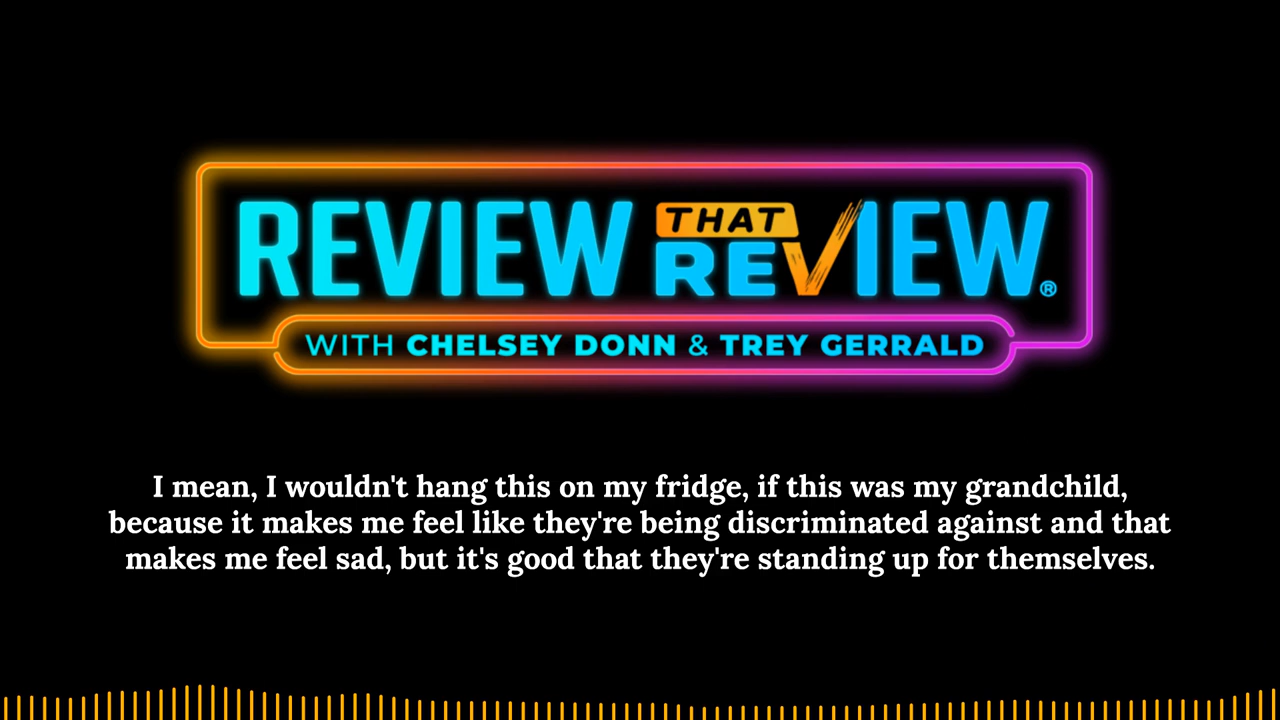 REVIEW THAT REVIEW®
WITH CHELSEY DONN & TREY GERRALD
I mean, I wouldn't hang this on my fridge, if this was my grandchild,
because it makes me feel like they're being discriminated against and that
makes me feel sad, but it's good that they're standing up for themselves.